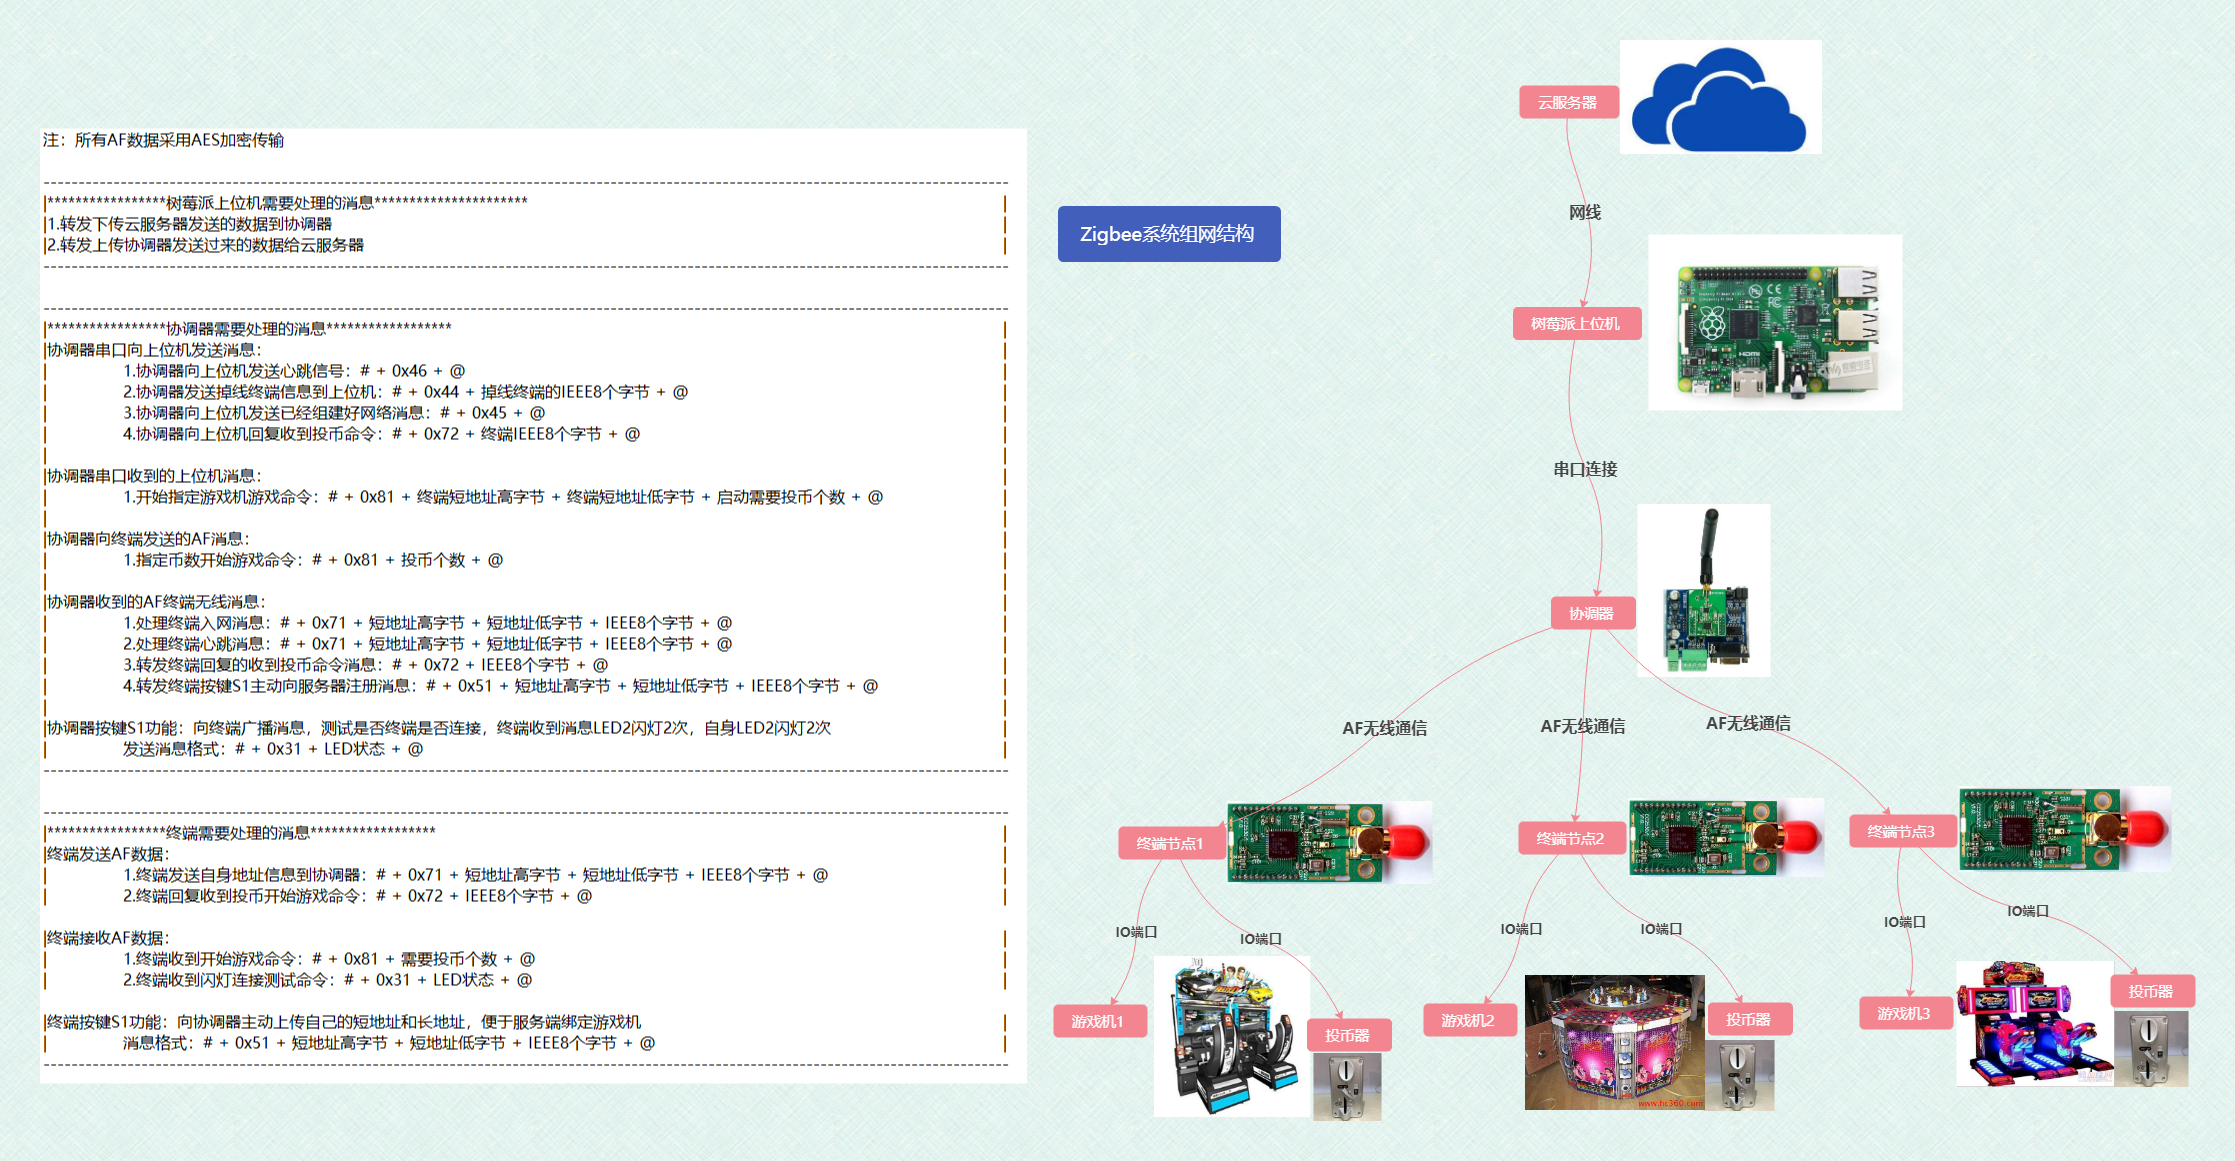 注：所有AF数据采用AES加密传输
----------------------------------------------------------------------
|*****************树莓派上位机需要处理的消息**********************
|1.转发下传云服务器发送的数据到协调器
|2.转发上传协调器发送过来的数据给云服务器
----------------------------------------------------------------------
----------------------------------------------------------------------
|*****************协调器需要处理的消息******************
|协调器串口向上位机发送消息：
1.协调器向上位机发送心跳信号：# + 0x46 + @
2.协调器发送掉线终端信息到上位机：# + 0x44 + 掉线终端的IEEE8个字节 + @
3.协调器向上位机发送已经组建好网络消息：# + 0x45 + @
4.协调器向上位机回复收到投币命令：# + 0x72 + 终端IEEE8个字节 + @
|协调器串口收到的上位机消息：
1.开始指定游戏机游戏命令：# + 0x81 + 终端短地址高字节 + 终端短地址低字节 + 启动需要投币个数 + @
|协调器向终端发送的AF消息：
1.指定币数开始游戏命令：# + 0x81 + 投币个数 + @
|协调器收到的AF终端无线消息：
1.处理终端入网消息：# + 0x71 + 短地址高字节 + 短地址低字节 + IEEE8个字节 + @
2.处理终端心跳消息：# + 0x71 + 短地址高字节 + 短地址低字节 + IEEE8个字节 + @
3.转发终端回复的收到投币命令消息：# + 0x72 + IEEE8个字节 + @
4.转发终端按键S1主动向服务器注册消息：# + 0x51 + 短地址高字节 + 短地址低字节 + IEEE8个字节 + @
|协调器按键S1功能：向终端广播消息，测试是否终端是否连接，终端收到消息LED2闪灯2次，自身LED2闪灯2次
发送消息格式：# + 0x31 + LED状态 + @
----------------------------------------------------------------------
----------------------------------------------------------------------
|*****************终端需要处理的消息******************
|终端发送AF数据：
1.终端发送自身地址信息到协调器：# + 0x71 + 短地址高字节 + 短地址低字节 + IEEE8个字节 + @
2.终端回复收到投币开始游戏命令：# + 0x72 + IEEE8个字节 + @
|终端接收AF数据：
1.终端收到开始游戏命令：# + 0x81 + 需要投币个数 + @
2.终端收到闪灯连接测试命令：# + 0x31 + LED状态 + @
|终端按键S1功能：向协调器主动上传自己的短地址和长地址，便于服务端绑定游戏机
消息格式：# + 0x51 + 短地址高字节 + 短地址低字节 + IEEE8个字节 + @
----------------------------------------------------------------------
Zigbee系统组网结构
云服务器
网线
树莓派上位机
HDMI
串口连接
协调器
AF无线通信
AF无线通信
AF无线通信
终端节点1
终端节点2
终端节点3
IO端口
IO端口
IO端口
IO端口
IO端口
IO端口
游戏机1
投币器
游戏机2
投币器
游戏机3
投币器
www.hc360.com